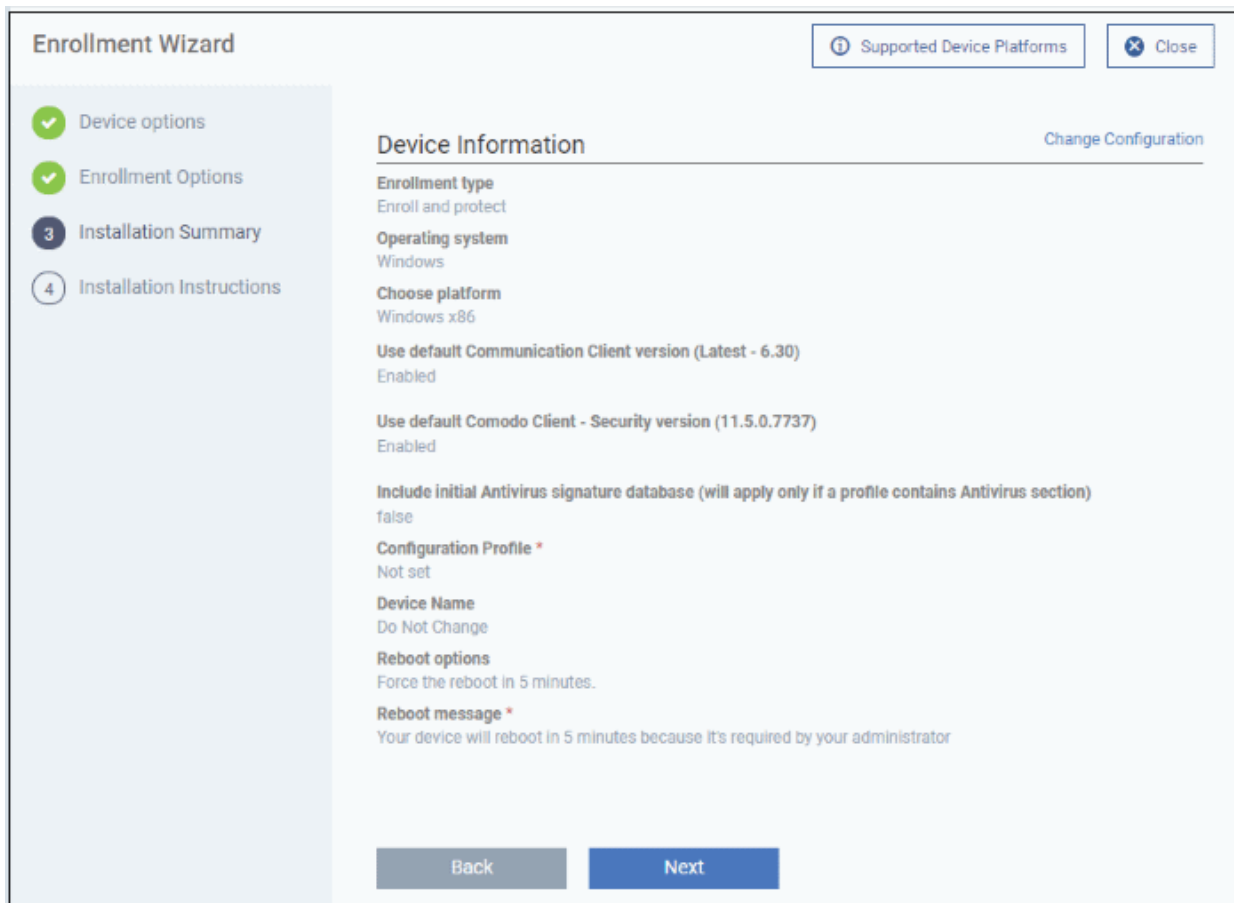 Enrollment Wizard
Supported Device Platforms
Close
Device options
Enrollment Options
3 Installation Summary
4 Installation Instructions
Device Information
Change Configuration
Enrollment type
Enroll and protect
Operating system
Windows
Choose platform
Windows x86
Use default Communication Client version (Latest - 6.30)
Enabled
Use default Comodo Client - Security version (11.5.0.7737)
Enabled
Include initial Antivirus signature database (will apply only if a profile contains Antivirus section)
false
Configuration Profile *
Not set
Device Name
Do Not Change
Reboot options
Force the reboot in 5 minutes.
Reboot message *
Your device will reboot in 5 minutes because it's required by your administrator
Back
Next